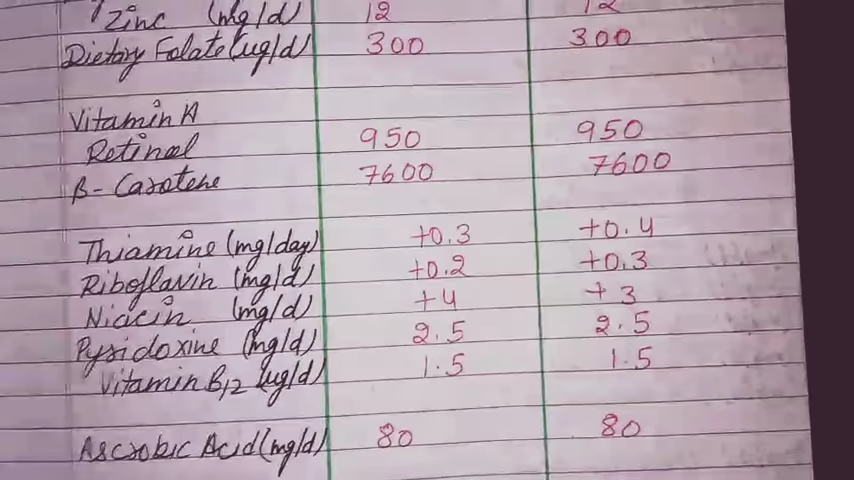 Zinc (mg/d) 12 12
Dietary Folate (ug/d) 300 300
Vitamin A
Retinol 950 950
β- Carotene 7600 7600
Thiamine (mg/day) +0.3 +0.4
Riboflavin (mg/d) +0.2 +0.3
Niacin (mg/d) +4 +3
Pyridoxine (mg/d) 2.5 2.5
Vitamin B12 (ug/d) 1.5 1.5
Ascrobic Acid (mg/d) 80 80